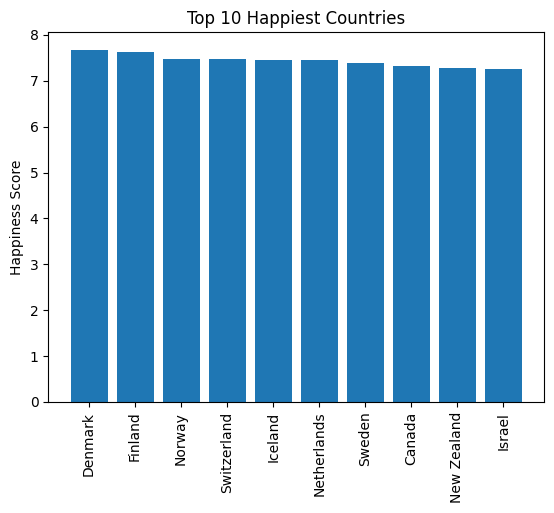 Top 10 Happiest Countries
Happiness Score
8
7
6
5
4
3
2
1
0
Denmark
Finland
Norway
Switzerland
Iceland
Netherlands
Sweden
Canada
New Zealand
Israel